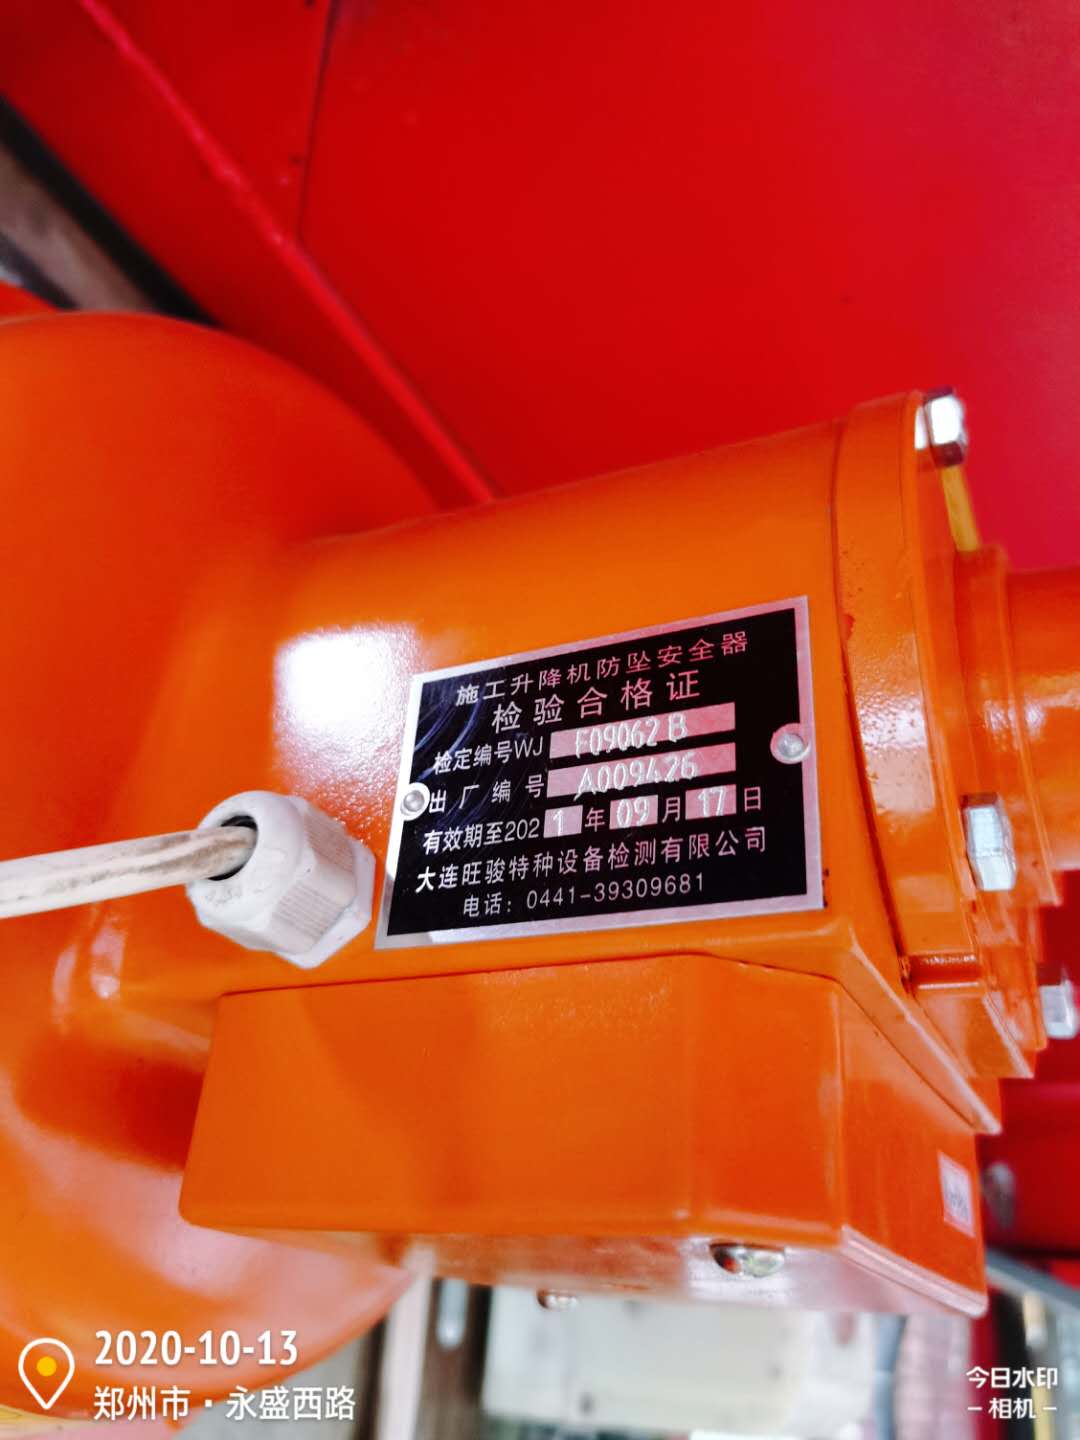 施工升降机防坠安全器
检验合格证
检定编号WJ F09062B
出厂编号 A009426
有效期至2021年09月17日
大连旺骏特种设备检测有限公司
电话：0441-39309681
2020-10-13
郑州市·永盛西路
今日水印
-相机-